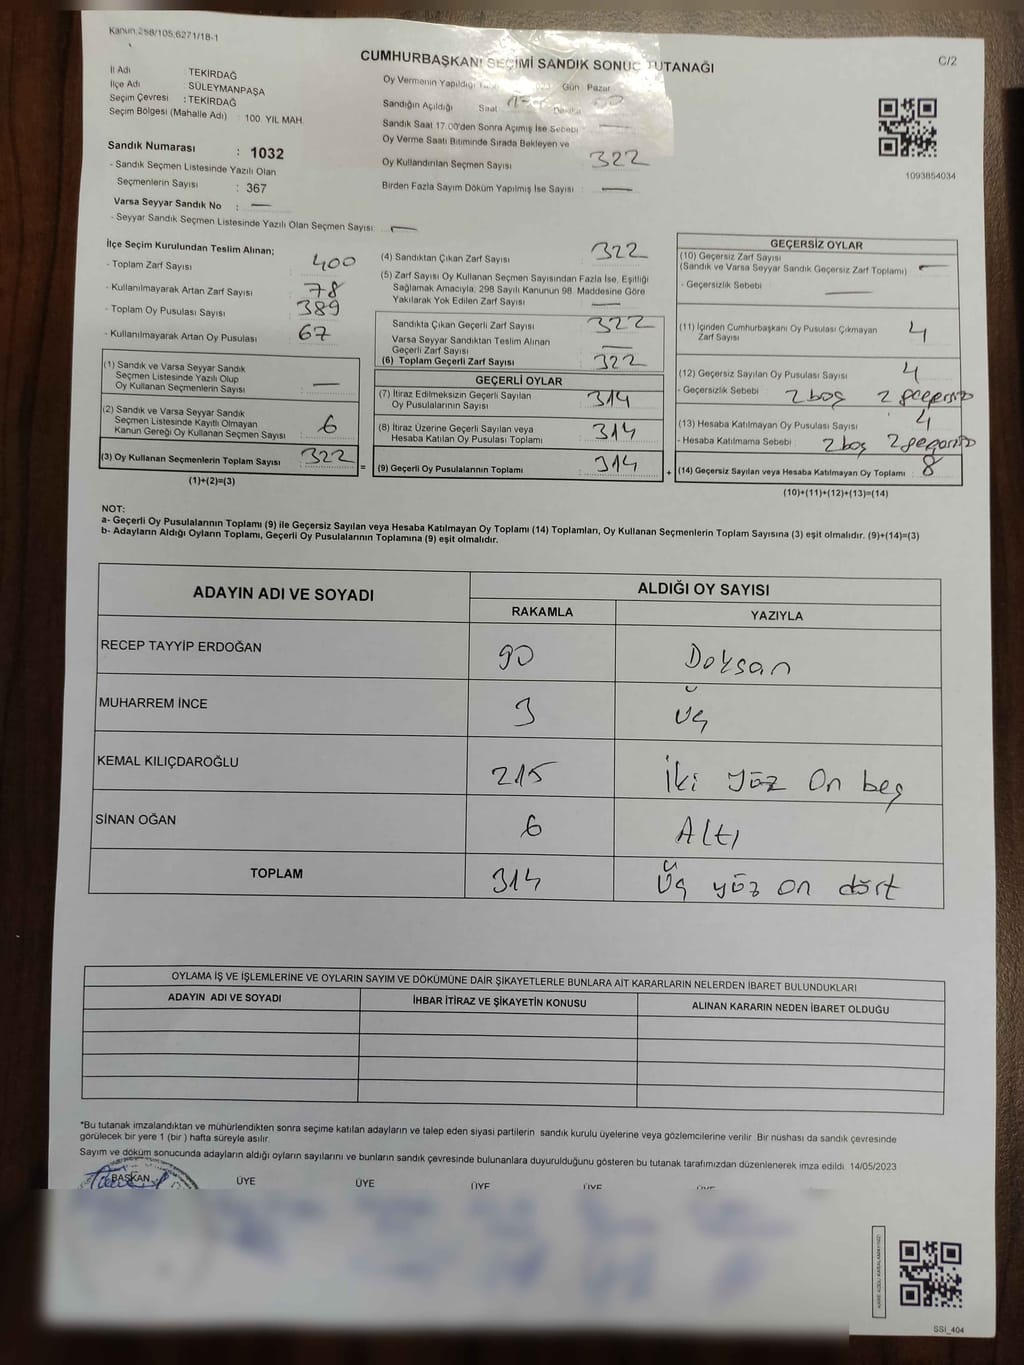 Kanun,298/105,6271/18-1
C/2
CUMHURBAŞKANI SEÇİMİ SANDIK SONUÇ TUTANAĞI
İl Adı : TEKİRDAĞ
İlçe Adı : SÜLEYMANPAŞA
Seçim Çevresi : TEKİRDAĞ
Seçim Bölgesi (Mahalle Adı) : 100. YIL MAH.
Sandık Numarası : 1032
- Sandık Seçmen Listesinde Yazılı Olan
Seçmenlerin Sayısı : 367
Varsa Seyyar Sandık No : —
- Seyyar Sandık Seçmen Listesinde Yazılı Olan Seçmen Sayısı: —
Oy Vermenin Yapıldığı Gün Pazar
Sandığın Açıldığı Saat
Sandık Saat 17.00'den Sonra Açımış İse Sebebi —
Oy Verme Saati Bitiminde Sırada Bekleyen ve
Oy Kullandırılan Seçmen Sayısı 322
Birden Fazla Sayım Döküm Yapılmış İse Sayısı : —
1093854034
İlçe Seçim Kurulundan Teslim Alınan;
- Toplam Zarf Sayısı : 400
- Kullanılmayarak Artan Zarf Sayısı : 78
- Toplam Oy Pusulası Sayısı : 389
- Kullanılmayarak Artan Oy Pusulası : 67
(1) Sandık ve Varsa Seyyar Sandık
Seçmen Listesinde Yazılı Olup
Oy Kullanan Seçmenlerin Sayısı : —
(2) Sandık ve Varsa Seyyar Sandık
Seçmen Listesinde Kayıtlı Olmayan
Kanun Gereği Oy Kullanan Seçmen Sayısı : 6
(3) Oy Kullanan Seçmenlerin Toplam Sayısı : 322
(1)+(2)=(3)
(4) Sandıktan Çıkan Zarf Sayısı : 322
(5) Zarf Sayısı Oy Kullanan Seçmen Sayısından Fazla İse, Eşitliği
Sağlamak Amacıyla, 298 Sayılı Kanunun 98. Maddesine Göre
Yakılarak Yok Edilen Zarf Sayısı : —
Sandıkta Çıkan Geçerli Zarf Sayısı : 322
Varsa Seyyar Sandıktan Teslim Alınan
Geçerli Zarf Sayısı : —
(6) Toplam Geçerli Zarf Sayısı : 322
GEÇERLİ OYLAR
(7) İtiraz Edilmeksizin Geçerli Sayılan
Oy Pusulalarının Sayısı : 314
(8) İtiraz Üzerine Geçerli Sayılan veya
Hesaba Katılan Oy Pusulası Toplamı : 314
= (9) Geçerli Oy Pusulalarının Toplamı : 314 +
GEÇERSİZ OYLAR
(10) Geçersiz Zarf Sayısı
(Sandık ve Varsa Seyyar Sandık Geçersiz Zarf Toplamı) : —
- Geçersizlik Sebebi : —
(11) İçinden Cumhurbaşkanı Oy Pusulası Çıkmayan
Zarf Sayısı : 4
(12) Geçersiz Sayılan Oy Pusulası Sayısı : 4
- Geçersizlik Sebebi : 2 boş 2 geçersiz
(13) Hesaba Katılmayan Oy Pusulası Sayısı : 4
- Hesaba Katılmama Sebebi : 2 boş 2 geçersiz
(14) Geçersiz Sayılan veya Hesaba Katılmayan Oy Toplamı : 8
(10)+(11)+(12)+(13)=(14)
NOT:
a- Geçerli Oy Pusulalarının Toplamı (9) ile Geçersiz Sayılan veya Hesaba Katılmayan Oy Toplamı (14) Toplamları, Oy Kullanan Seçmenlerin Toplam Sayısına (3) eşit olmalıdır. (9)+(14)=(3)
b- Adayların Aldığı Oyların Toplamı, Geçerli Oy Pusulalarının Toplamına (9) eşit olmalıdır.
ADAYIN ADI VE SOYADI ALDIĞI OY SAYISI
RAKAMLA YAZIYLA
RECEP TAYYİP ERDOĞAN 90 Doksan
MUHARREM İNCE 3 Üç
KEMAL KILIÇDAROĞLU 215 İki yüz On beş
SİNAN OĞAN 6 Altı
TOPLAM 314 Üç yüz on dört
OYLAMA İŞ VE İŞLEMLERİNE VE OYLARIN SAYIM VE DÖKÜMÜNE DAİR ŞİKAYETLERLE BUNLARA AİT KARARLARIN NELERDEN İBARET BULUNDUKLARI
ADAYIN ADI VE SOYADI İHBAR İTİRAZ VE ŞİKAYETİN KONUSU ALINAN KARARIN NEDEN İBARET OLDUĞU
*Bu tutanak imzalandıktan ve mühürlendikten sonra seçime katılan adayların ve talep eden siyasi partilerin sandık kurulu üyelerine veya gözlemcilerine verilir. Bir nüshası da sandık çevresinde
görülecek bir yere 1 (bir ) hafta süreyle asılır.
Sayım ve döküm sonucunda adayların aldığı oyların sayılarını ve bunların sandık çevresinde bulunanlara duyurulduğunu gösteren bu tutanak tarafımızdan düzenlenerek imza edildi. 14/05/2023
BAŞKAN ÜYE ÜYE ÜYE ÜYE ÜYE
SSI_404